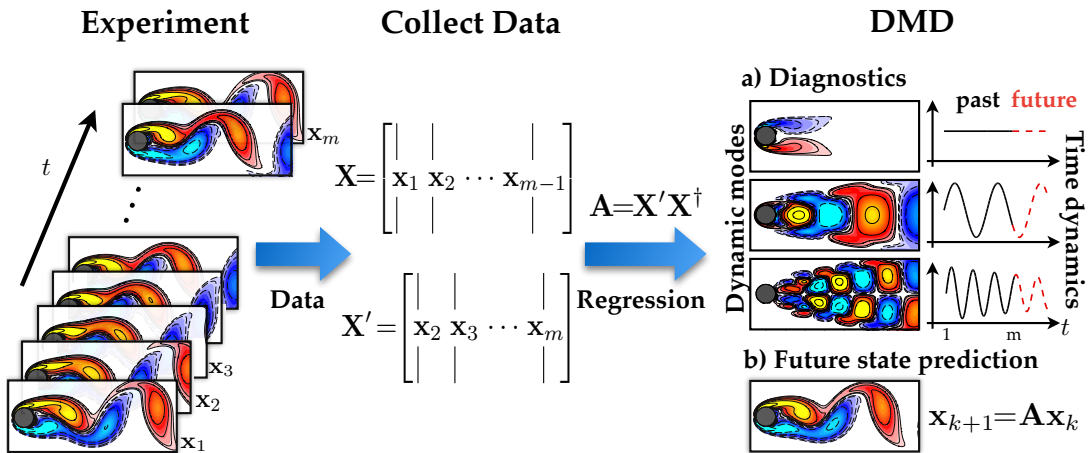 Experiment
Collect Data
DMD
t
x_m
⋮
x_3
x_2
x_1
Data
X=[x_1 x_2 ⋯ x_{m−1}]
X′=[x_2 x_3 ⋯ x_m]
A=X′X†
Regression
a) Diagnostics
Dynamic modes
past future
Time dynamics
1 m t
b) Future state prediction
x_{k+1}=Ax_k